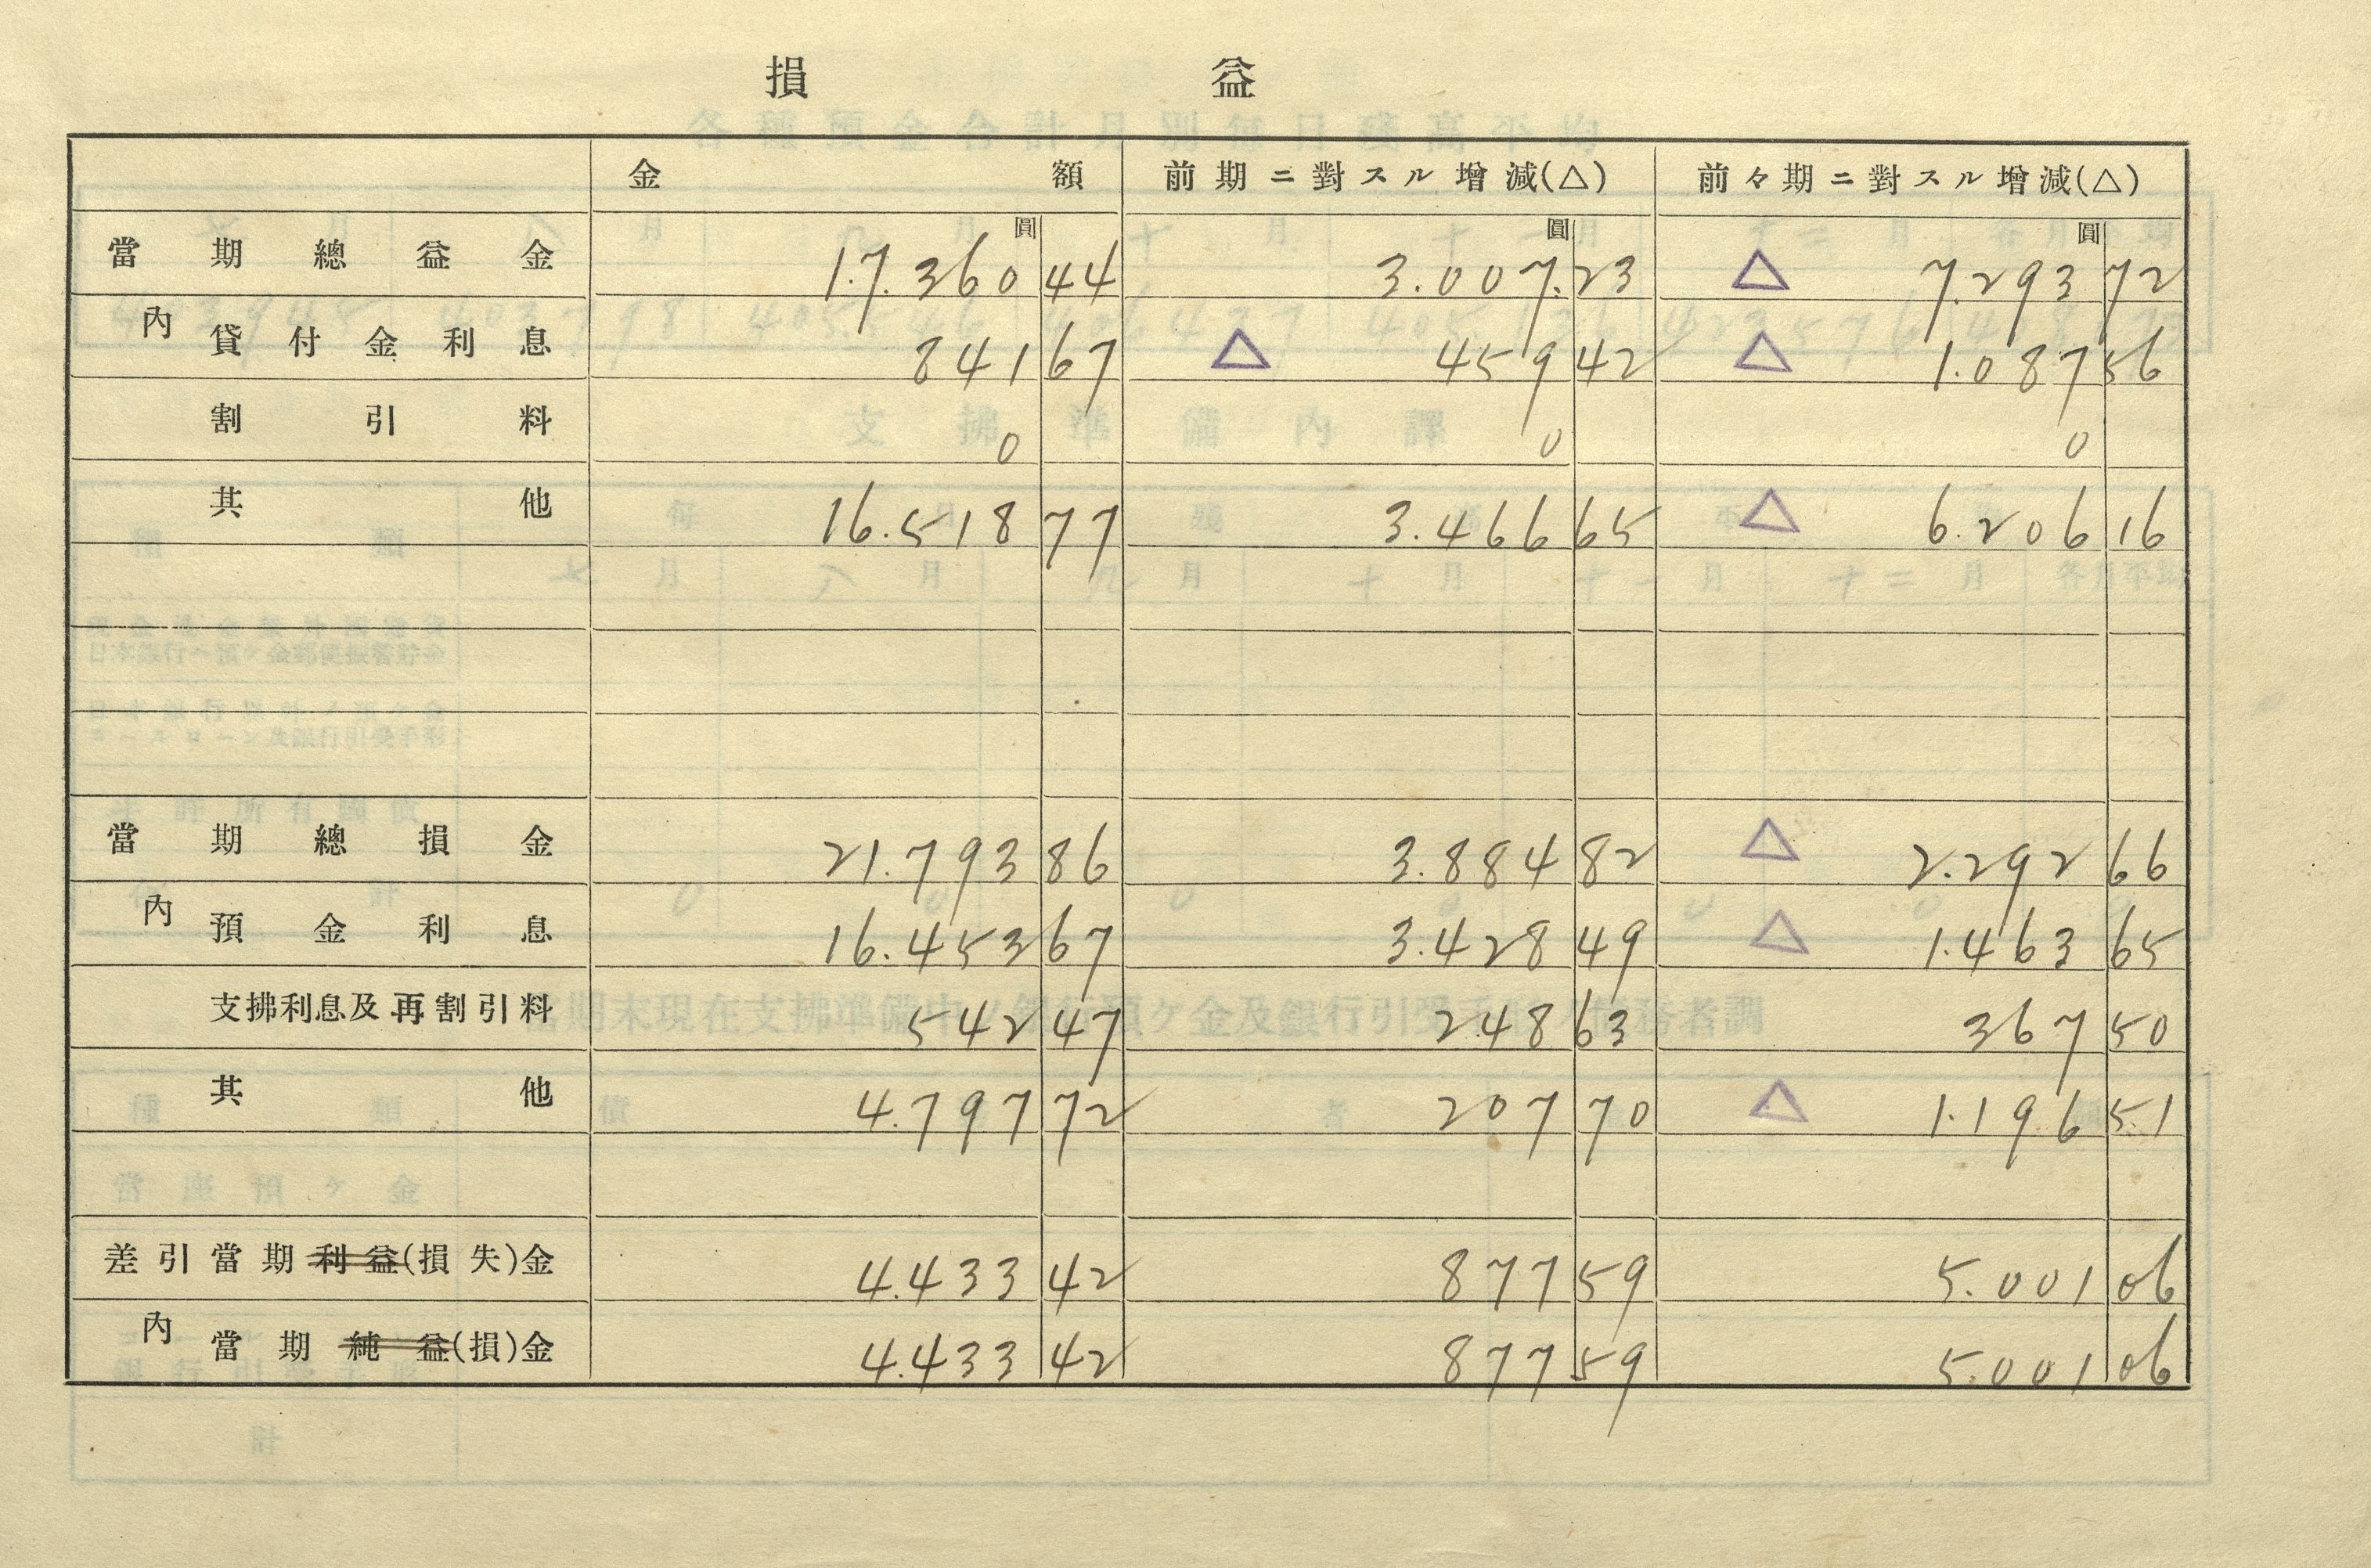 損益
金額 前期ニ對スル増減(△) 前々期ニ對スル増減(△)
圓 圓 圓
當期總益金 17.360 44 3.007.23 △ 7.293 72
內 貸付金利息 841 67 △ 459 42 △ 1.087 56
割引料 0 0 0
其他 16.518 77 3.466 65 △ 6.206 16
當期總損金 21.793 86 3.884 82 △ 2.292 66
內 預金利息 16.453 67 3.428 49 △ 1.463 65
支拂利息及再割引料 542 47 248 63 367 50
其他 4.797 72 207 70 △ 1.196 51
差引當期利益(損失)金 4.433 42 877 59 5.001 06
內 當期純益(損)金 4.433 42 877 59 5.001 06